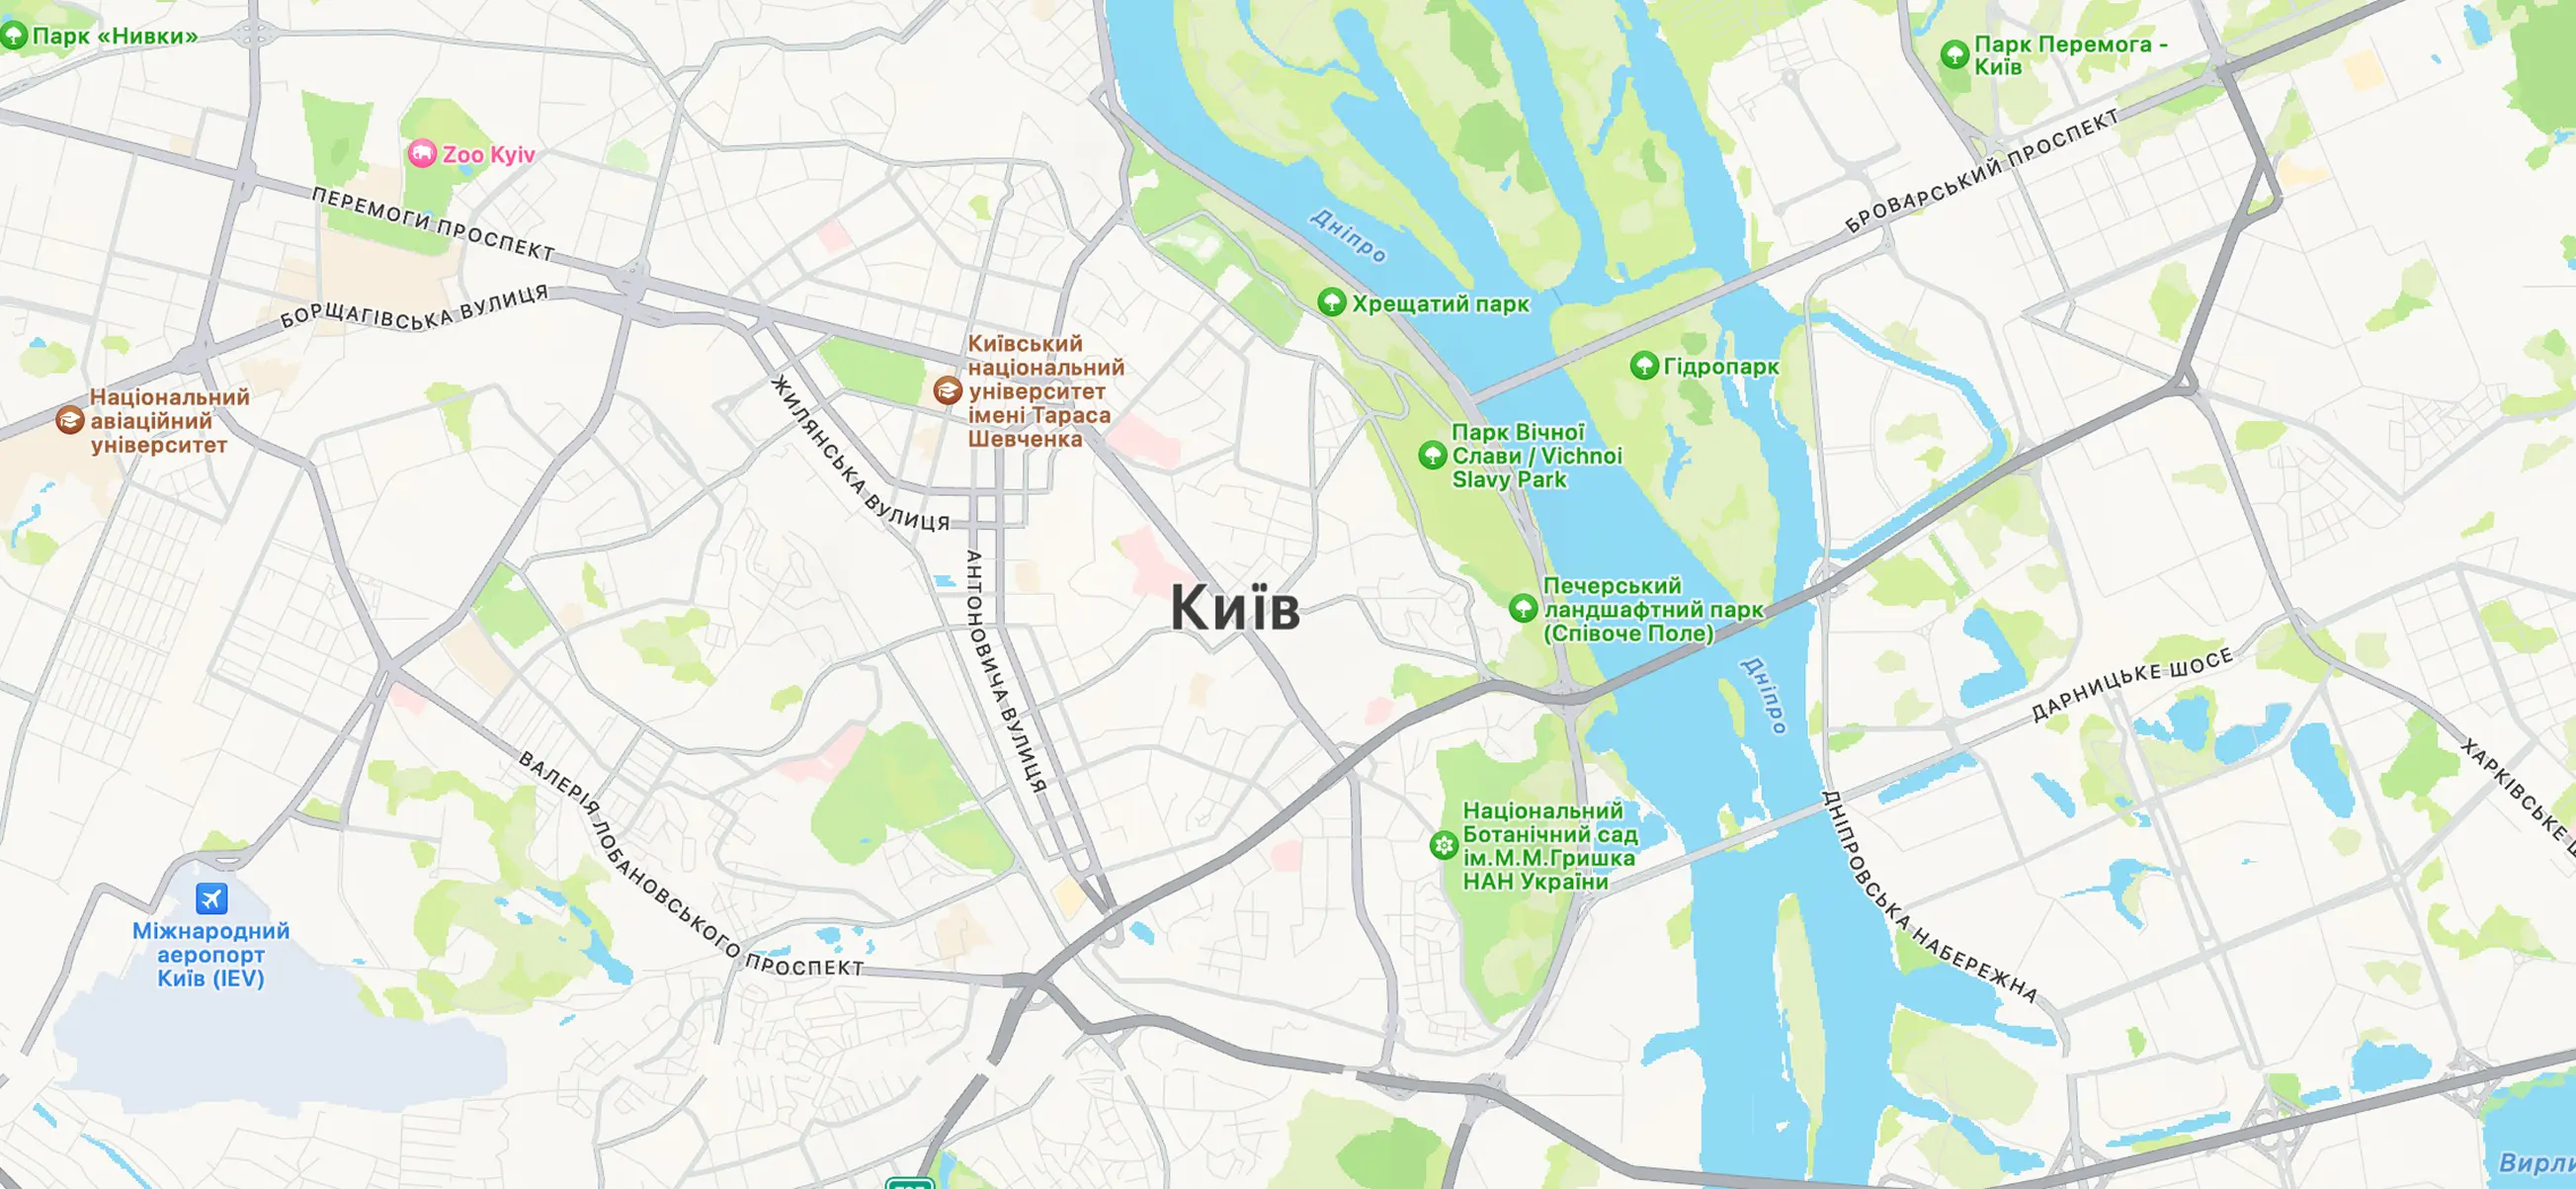 Парк «Нивки»
Парк Перемога -
Київ
Zoo Kyiv
ПЕРЕМОГИ ПРОСПЕКТ
БРОВАРСЬКИЙ ПРОСПЕКТ
Дніпро
БОРЩАГІВСЬКА ВУЛИЦЯ
Хрещатий парк
Київський
національний
університет
імені Тараса
Шевченка
Гідропарк
Національний
авіаційний
університет
ЖИЛЯНСЬКА ВУЛИЦЯ
Парк Вічної
Слави / Vichnoi
Slavy Park
АНТОНОВИЧА ВУЛИЦЯ
Київ
Печерський
ландшафтний парк
(Співоче Поле)
Дніпро
ДАРНИЦЬКЕ ШОСЕ
ХАРКІВСЬКЕ Ш
ВАЛЕРІЯ ЛОБАНОВСЬКОГО ПРОСПЕКТ
Національний
Ботанічний сад
ім.М.М.Гришка
НАН України
ДНІПРОВСЬКА НАБЕРЕЖНА
Міжнародний
аеропорт
Київ (IEV)
Вирли